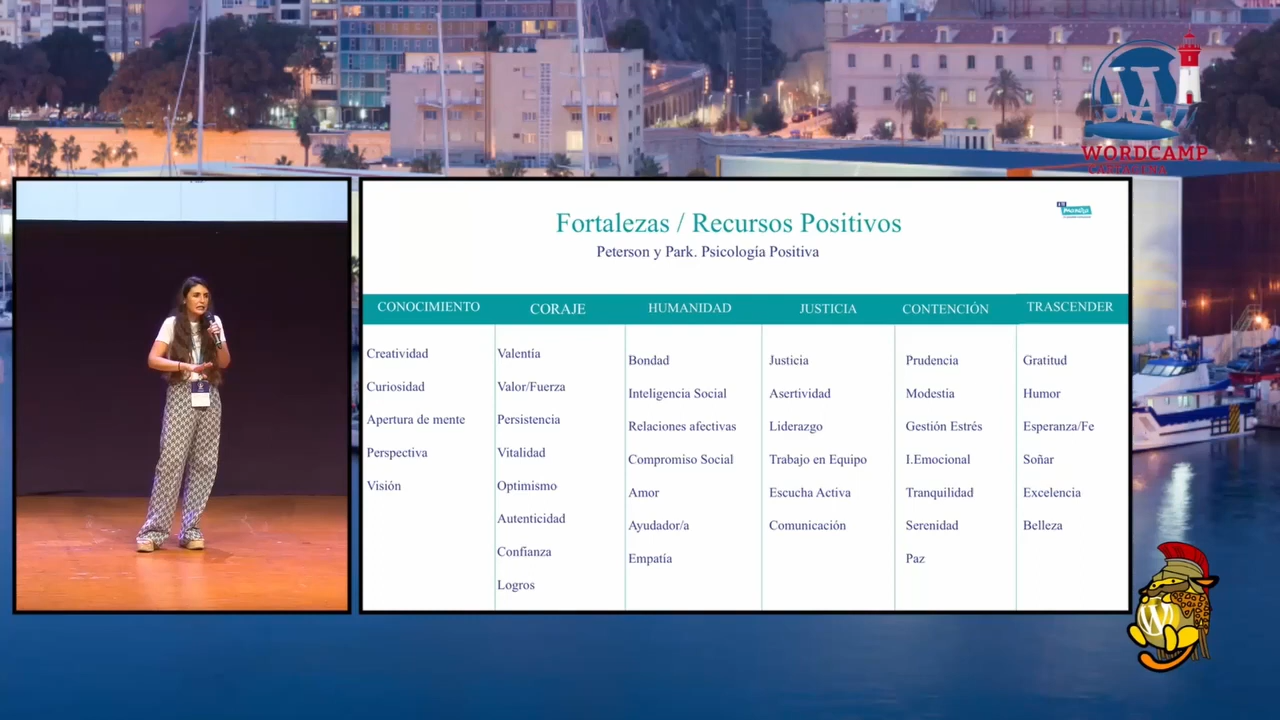 WORDCAMP
CARTAGENA
Fortalezas / Recursos Positivos
Peterson y Park. Psicología Positiva
CONOCIMIENTO
Creatividad
Curiosidad
Apertura de mente
Perspectiva
Visión
CORAJE
Valentía
Valor/Fuerza
Persistencia
Vitalidad
Optimismo
Autenticidad
Confianza
Logros
HUMANIDAD
Bondad
Inteligencia Social
Relaciones afectivas
Compromiso Social
Amor
Ayudador/a
Empatía
JUSTICIA
Justicia
Asertividad
Liderazgo
Trabajo en Equipo
Escucha Activa
Comunicación
CONTENCIÓN
Prudencia
Modestia
Gestión Estrés
I.Emocional
Tranquilidad
Serenidad
Paz
TRASCENDER
Gratitud
Humor
Esperanza/Fe
Soñar
Excelencia
Belleza